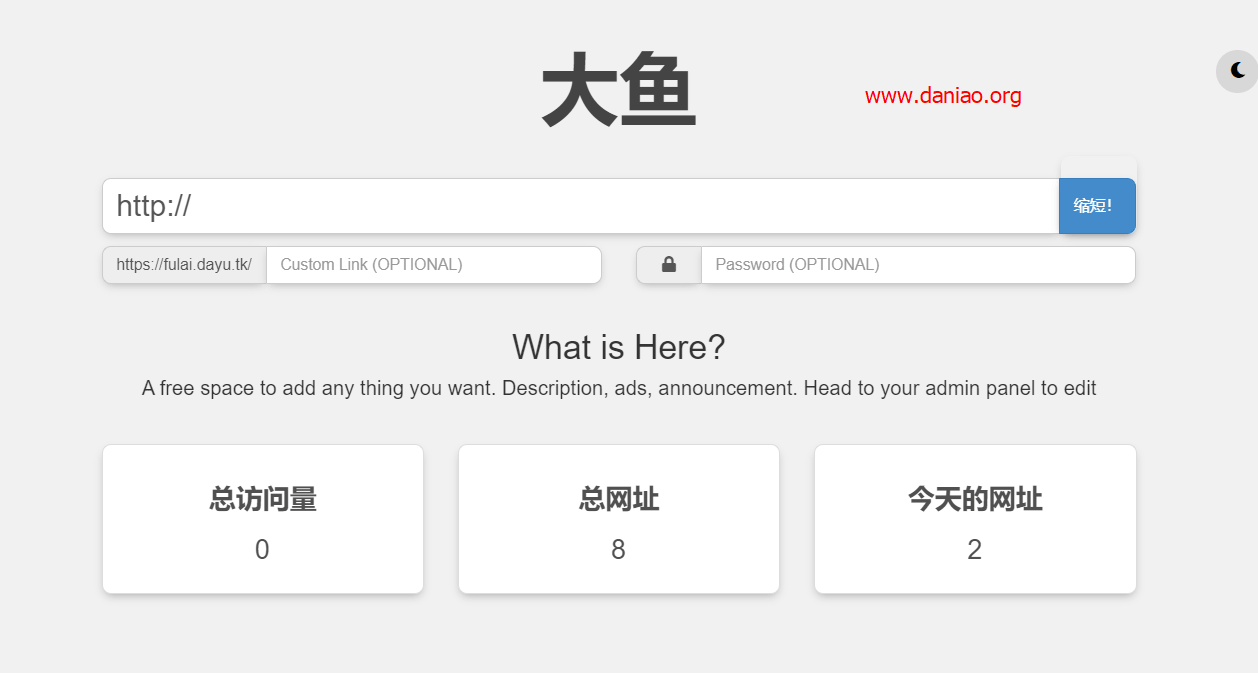 大鱼
www.daniao.org
http://
缩短!
https://fulai.dayu.tk/ Custom Link (OPTIONAL)
Password (OPTIONAL)
What is Here?
A free space to add any thing you want. Description, ads, announcement. Head to your admin panel to edit
总访问量
0
总网址
8
今天的网址
2